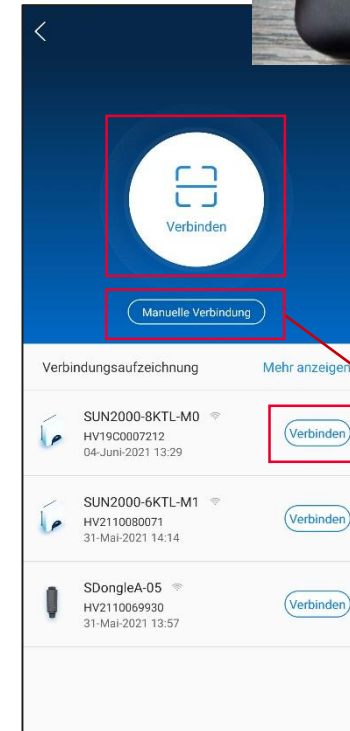 Verbinden
Manuelle Verbindung
Verbindungsaufzeichnung Mehr anzeigen
SUN2000-8KTL-M0
HV19C0007212 Verbinden
04-Juni-2021 13:29
SUN2000-6KTL-M1
HV2110080071 Verbinden
31-Mai-2021 14:14
SDongleA-05
HV2110069930 Verbinden
31-Mai-2021 13:57